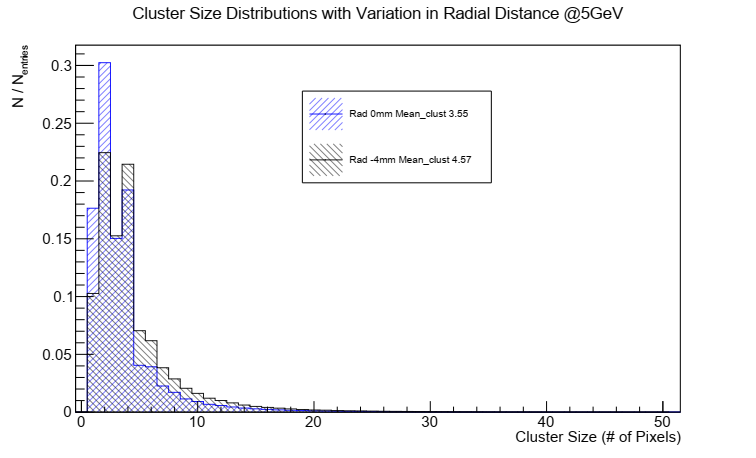 Cluster Size Distributions with Variation in Radial Distance @5GeV
N / N_entries
0.3
0.25
0.2
0.15
0.1
0.05
0
Rad 0mm Mean_clust 3.55
Rad -4mm Mean_clust 4.57
0 10 20 30 40 50
Cluster Size (# of Pixels)